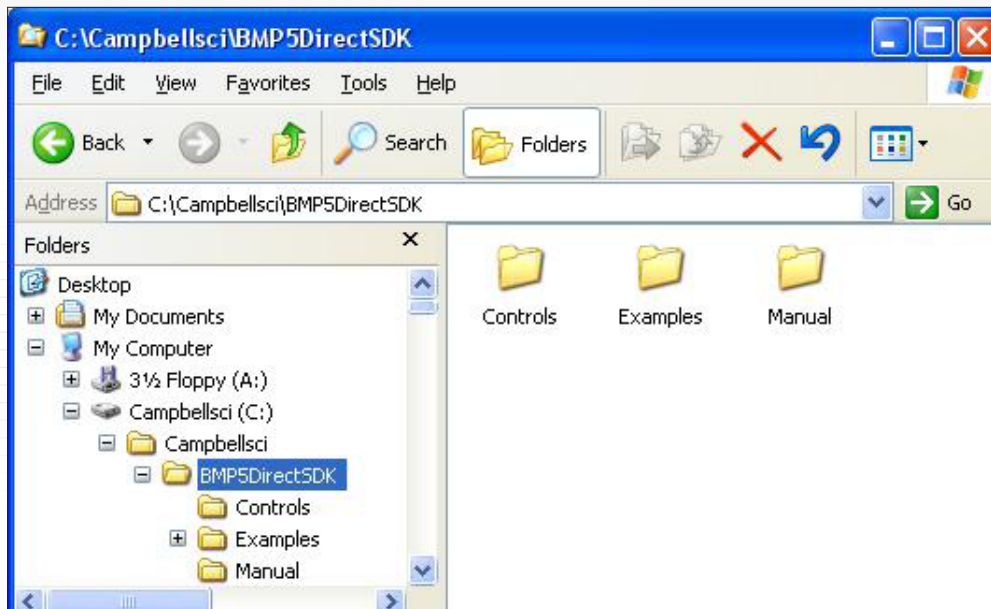 C:\Campbellsci\BMP5DirectSDK
File Edit View Favorites Tools Help
Back Search Folders
Address C:\Campbellsci\BMP5DirectSDK Go
Folders
Desktop
My Documents
My Computer
3½ Floppy (A:)
Campbellsci (C:)
Campbellsci
BMP5DirectSDK
Controls
Examples
Manual
Controls Examples Manual